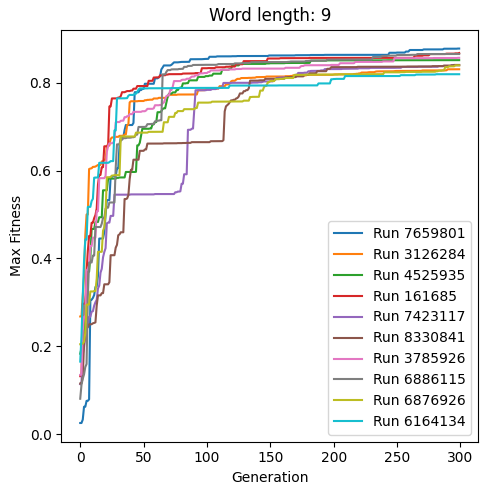 Word length: 9
Max Fitness
0.8
0.6
0.4
0.2
0.0
Run 7659801
Run 3126284
Run 4525935
Run 161685
Run 7423117
Run 8330841
Run 3785926
Run 6886115
Run 6876926
Run 6164134
0 50 100 150 200 250 300
Generation